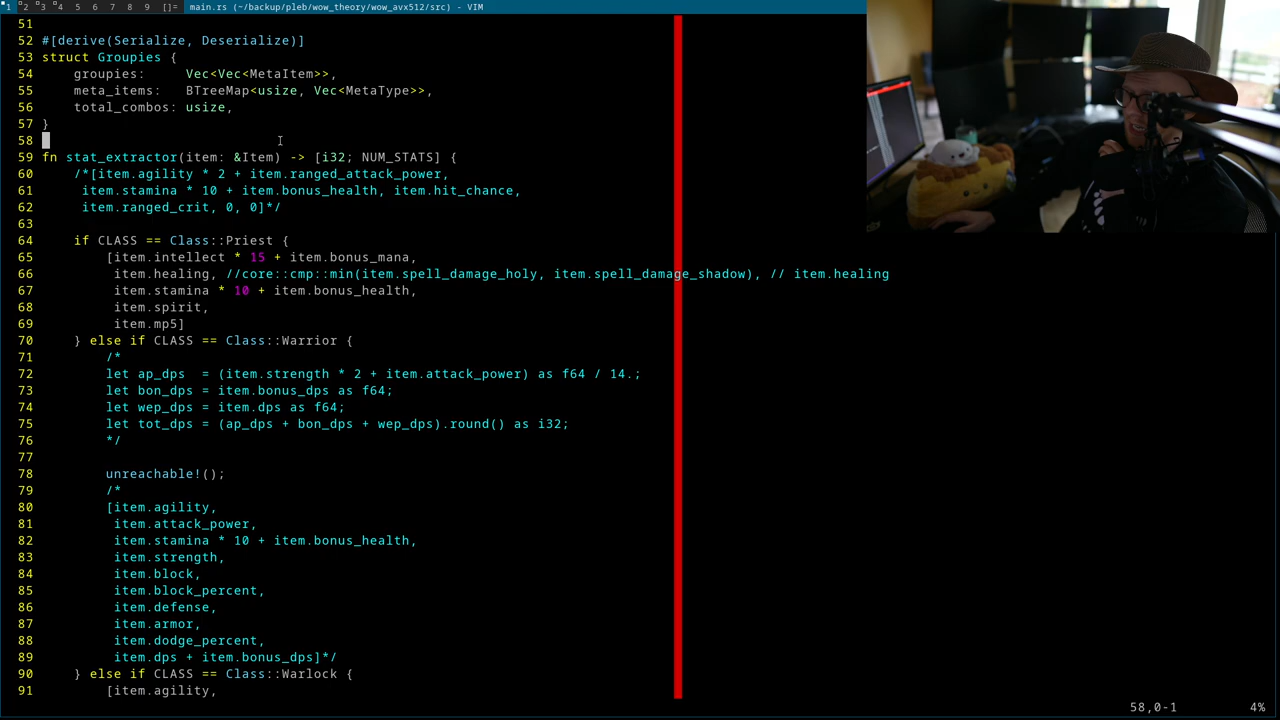 1 2 3 4 5 6 7 8 9 []= main.rs (~/backup/pleb/wow_theory/wow_avx512/src) - VIM
51
52 #[derive(Serialize, Deserialize)]
53 struct Groupies {
54     groupies:     Vec<Vec<MetaItem>>,
55     meta_items:   BTreeMap<usize, Vec<MetaType>>,
56     total_combos: usize,
57 }
58
59 fn stat_extractor(item: &Item) -> [i32; NUM_STATS] {
60     /*[item.agility * 2 + item.ranged_attack_power,
61      item.stamina * 10 + item.bonus_health, item.hit_chance,
62      item.ranged_crit, 0, 0]*/
63
64     if CLASS == Class::Priest {
65         [item.intellect * 15 + item.bonus_mana,
66          item.healing, //core::cmp::min(item.spell_damage_holy, item.spell_damage_shadow), // item.healing
67          item.stamina * 10 + item.bonus_health,
68          item.spirit,
69          item.mp5]
70     } else if CLASS == Class::Warrior {
71         /*
72         let ap_dps  = (item.strength * 2 + item.attack_power) as f64 / 14.;
73         let bon_dps = item.bonus_dps as f64;
74         let wep_dps = item.dps as f64;
75         let tot_dps = (ap_dps + bon_dps + wep_dps).round() as i32;
76         */
77
78         unreachable!();
79         /*
80         [item.agility,
81          item.attack_power,
82          item.stamina * 10 + item.bonus_health,
83          item.strength,
84          item.block,
85          item.block_percent,
86          item.defense,
87          item.armor,
88          item.dodge_percent,
89          item.dps + item.bonus_dps]*/
90     } else if CLASS == Class::Warlock {
91         [item.agility,
58,0-1 4%